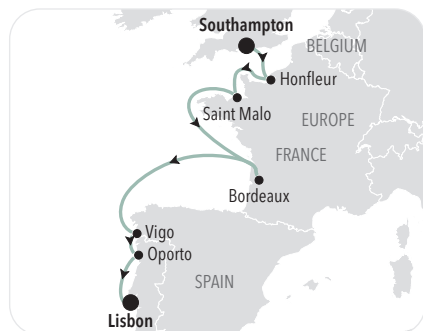 Southampton
BELGIUM
Honfleur
Saint Malo
EUROPE
FRANCE
Bordeaux
Vigo
Oporto
SPAIN
Lisbon